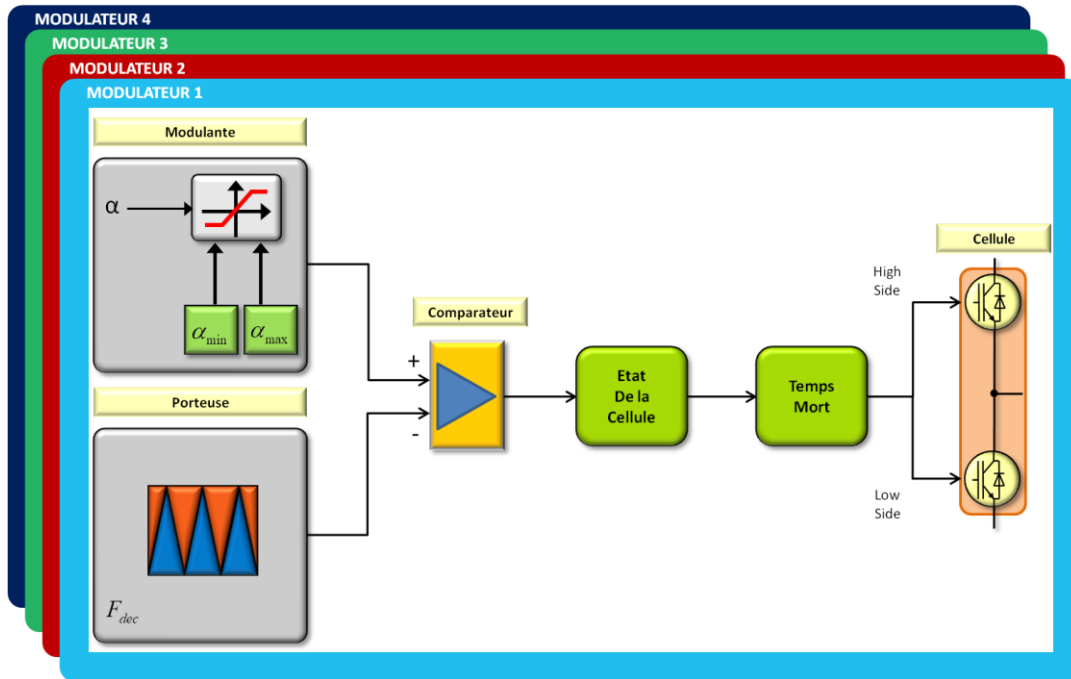 MODULATEUR 4
MODULATEUR 3
MODULATEUR 2
MODULATEUR 1
Modulante
α
αmin
αmax
Porteuse
Fdec
Comparateur
+
-
Etat
De la
Cellule
Temps
Mort
High
Side
Low
Side
Cellule